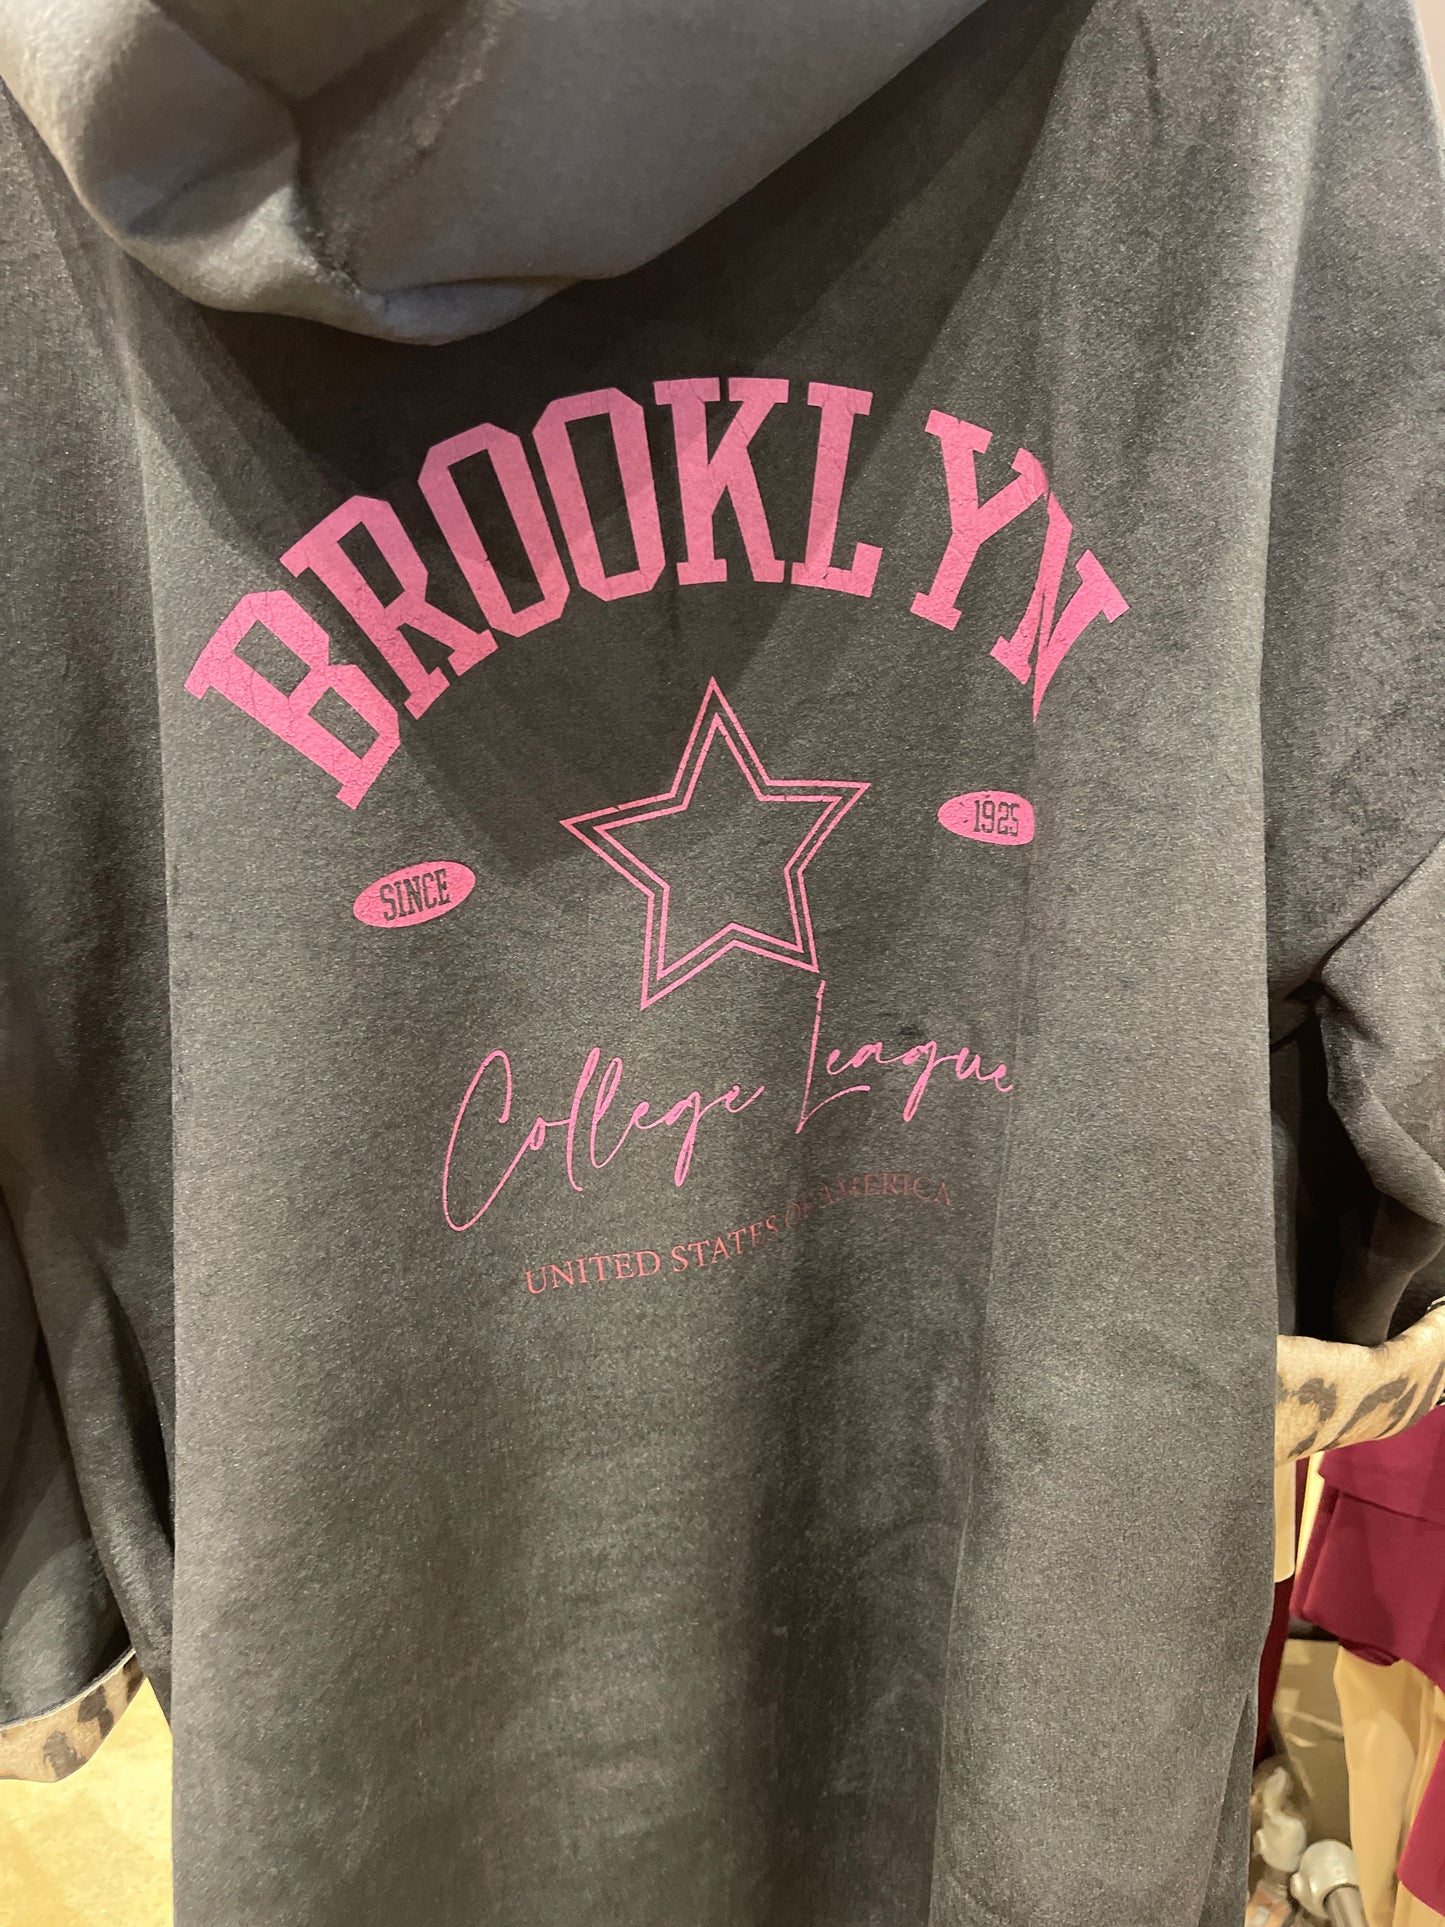 BROOKLYN
SINCE 1925
College League
UNITED STATES OF AMERICA